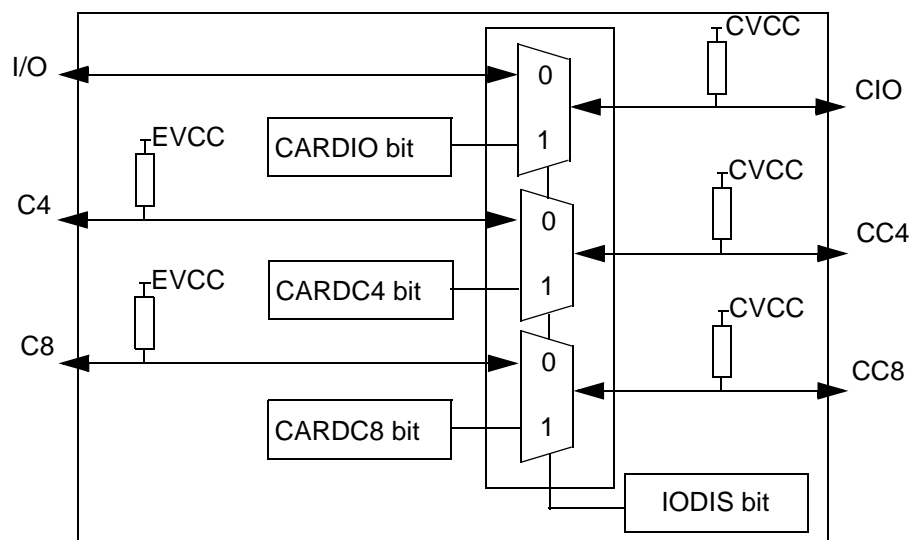 CVCC
I/O
0
CIO
EVCC
CARDIO bit
1
CVCC
C4
0
CC4
EVCC
CARDC4 bit
1
CVCC
C8
0
CC8
CARDC8 bit
1
IODIS bit